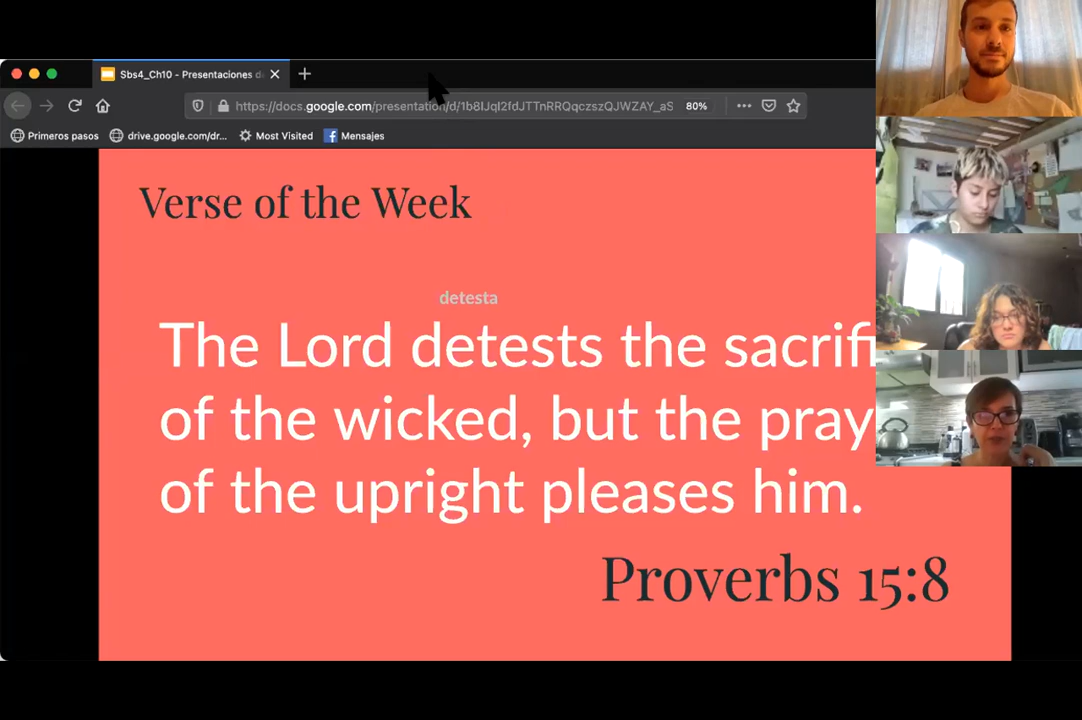 Sbs4_Ch10 - Presentaciones de
https://docs.google.com/presentation/d/1b8IJqI2fdJTTnRRQqczszQJWZAY_aS 80%
Primeros pasos drive.google.com/dr... Most Visited Mensajes
Verse of the Week
detesta
The Lord detests the sacrifi
of the wicked, but the pray
of the upright pleases him.
Proverbs 15:8